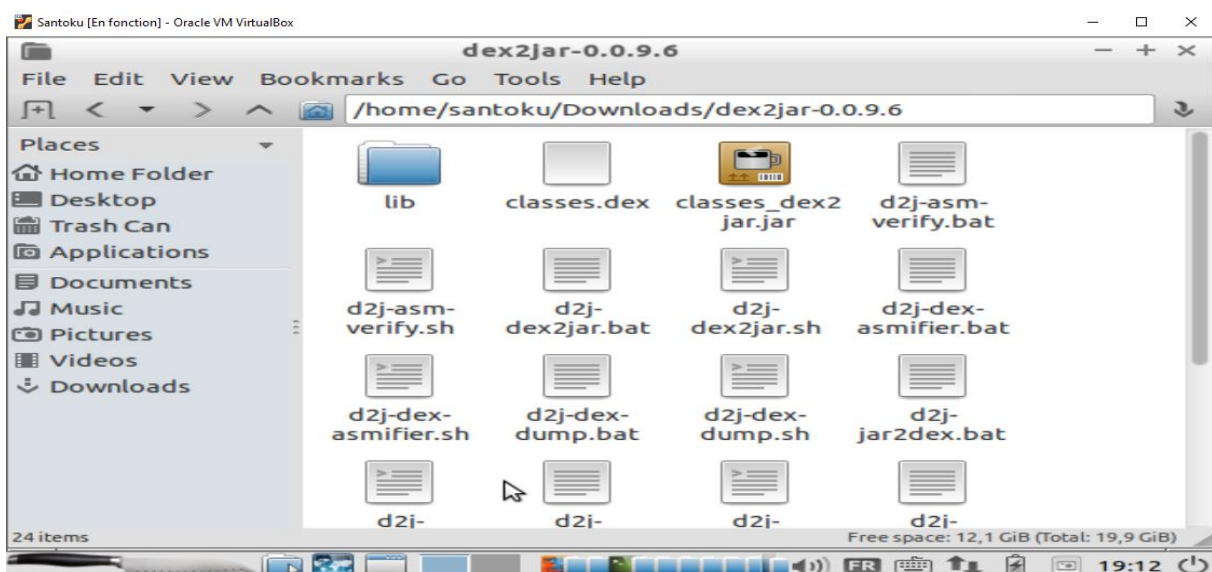 Santoku [En fonction] - Oracle VM VirtualBox
dex2jar-0.0.9.6
File Edit View Bookmarks Go Tools Help
/home/santoku/Downloads/dex2jar-0.0.9.6
Places
Home Folder
Desktop
Trash Can
Applications
Documents
Music
Pictures
Videos
Downloads
lib
classes.dex
classes_dex2
jar.jar
d2j-asm-
verify.bat
d2j-asm-
verify.sh
d2j-
dex2jar.bat
d2j-
dex2jar.sh
d2j-dex-
asmifier.bat
d2j-dex-
asmifier.sh
d2j-dex-
dump.bat
d2j-dex-
dump.sh
d2j-
jar2dex.bat
d2j-
d2j-
d2j-
d2j-
24 items
Free space: 12,1 GiB (Total: 19,9 GiB)
FR
19:12